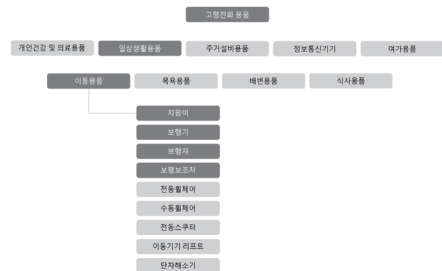 고령친화 용품
개인건강 및 의료용품 일상생활용품 주거설비용품 정보통신기기 여가용품
이동용품 목욕용품 배변용품 식사용품
지팡이
보행기
보행차
보행보조차
전동휠체어
수동휠체어
전동스쿠터
이동기기 리프트
단차해소기